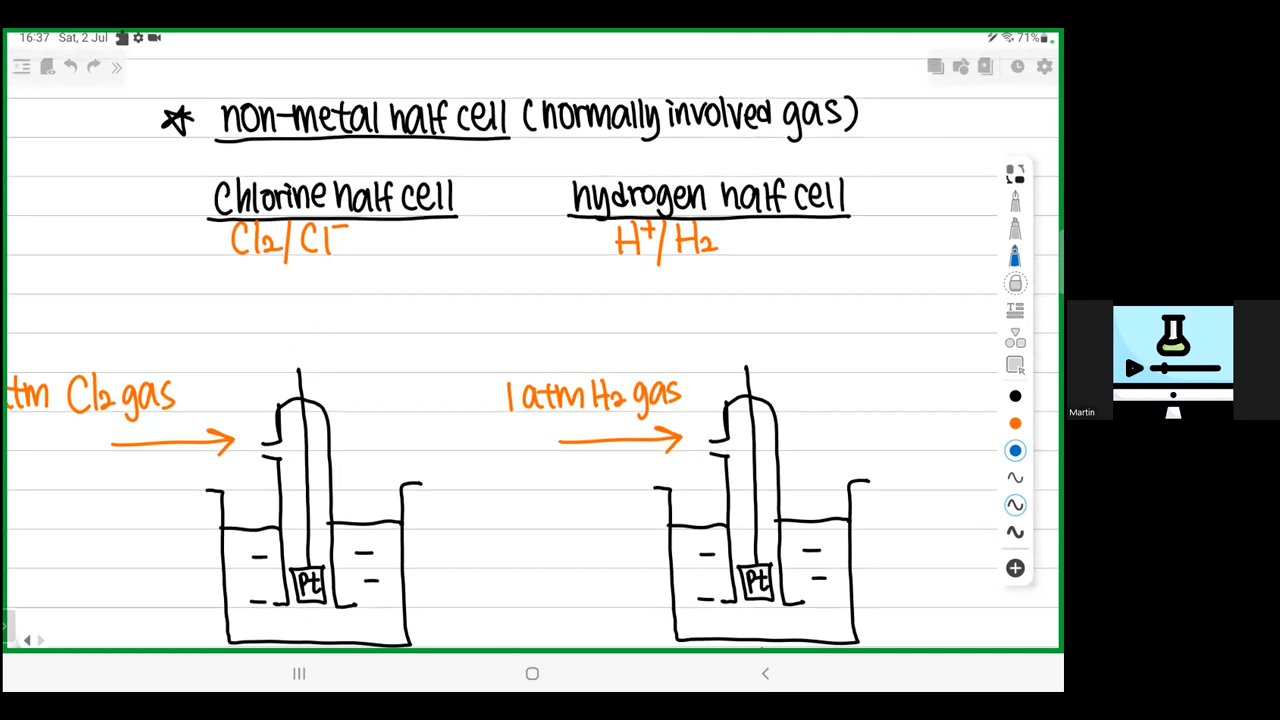 16:37 Sat, 2 Jul
71%
☆ non-metal half cell (normally involved gas)
Chlorine half cell hydrogen half cell
Cl₂/Cl⁻ H⁺/H₂
tm Cl₂ gas 1 atm H₂ gas
Pt Pt
T
Martin